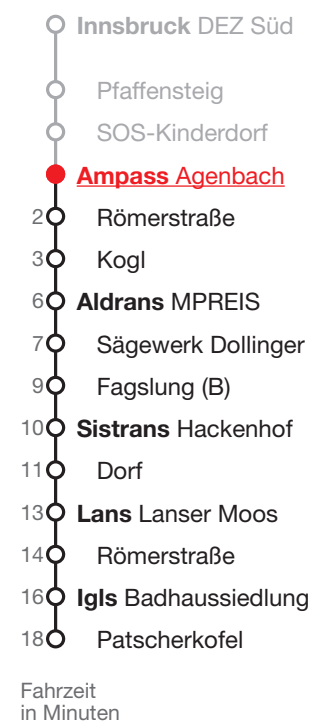 Innsbruck DEZ Süd
Pfaffensteig
SOS-Kinderdorf
Ampass Agenbach
2 Römerstraße
3 Kogl
6 Aldrans MPREIS
7 Sägewerk Dollinger
9 Fagslung (B)
10 Sistrans Hackenhof
11 Dorf
13 Lans Lanser Moos
14 Römerstraße
16 Igls Badhaussiedlung
18 Patscherkofel
Fahrzeit
in Minuten